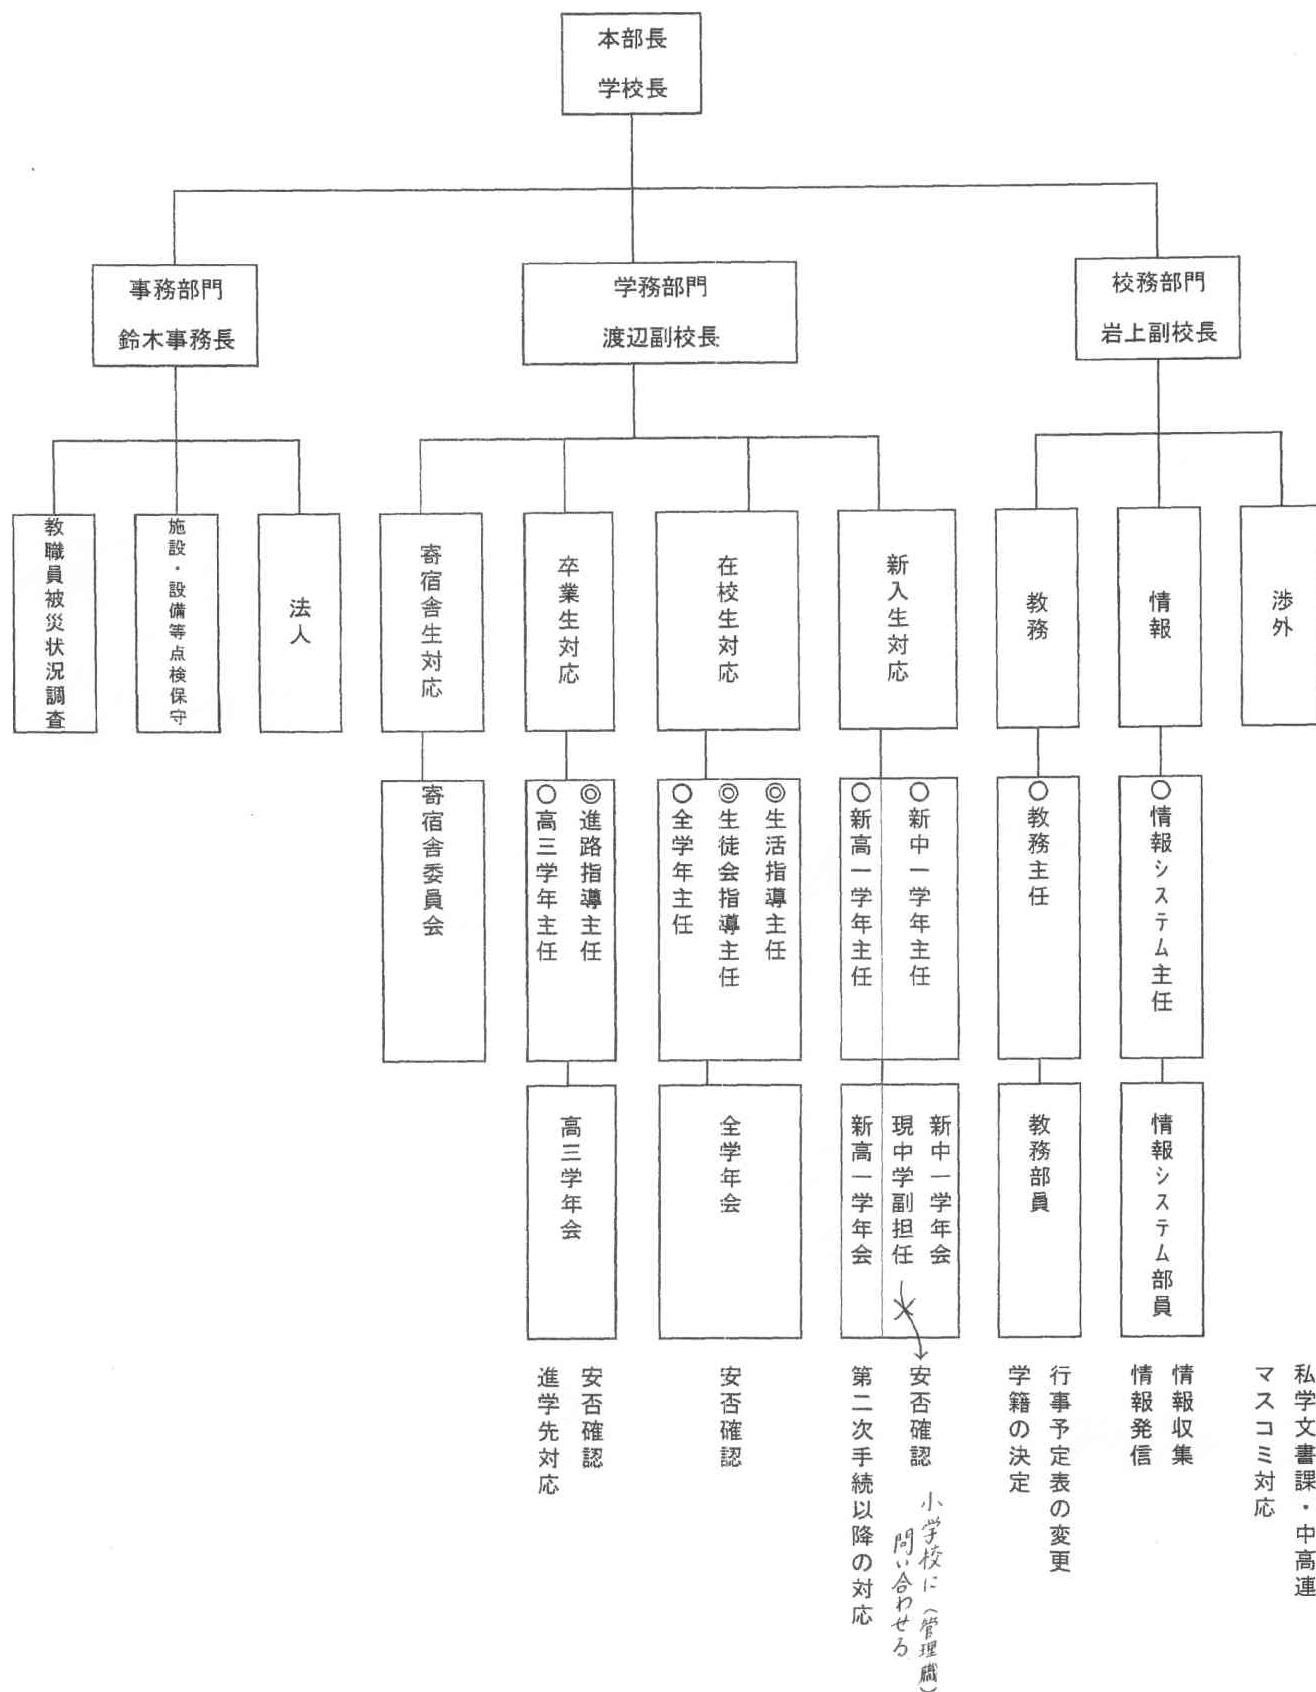 本部長
学校長
事務部門
鈴木事務長
学務部門
渡辺副校長
校務部門
岩上副校長
教職員被災状況調査
施設・設備等点検保守
法人
寄宿舎生対応
卒業生対応
在校生対応
新入生対応
教務
情報
渉外
寄宿舎委員会
◎進路指導主任
○高三学年主任
◎生活指導主任
◎生徒会指導主任
○全学年主任
○新中一学年主任
○新高一学年主任
○教務主任
○情報システム主任
高三学年会
全学年会
新中一学年会
現中学副担任
新高一学年会
教務部員
情報システム部員
安否確認
進学先対応
安否確認
安否確認
第二次手続以降の対応
小学校に(管理職)
問い合わせる
行事予定表の変更
学籍の決定
情報収集
情報発信
私学文書課・中高連
マスコミ対応